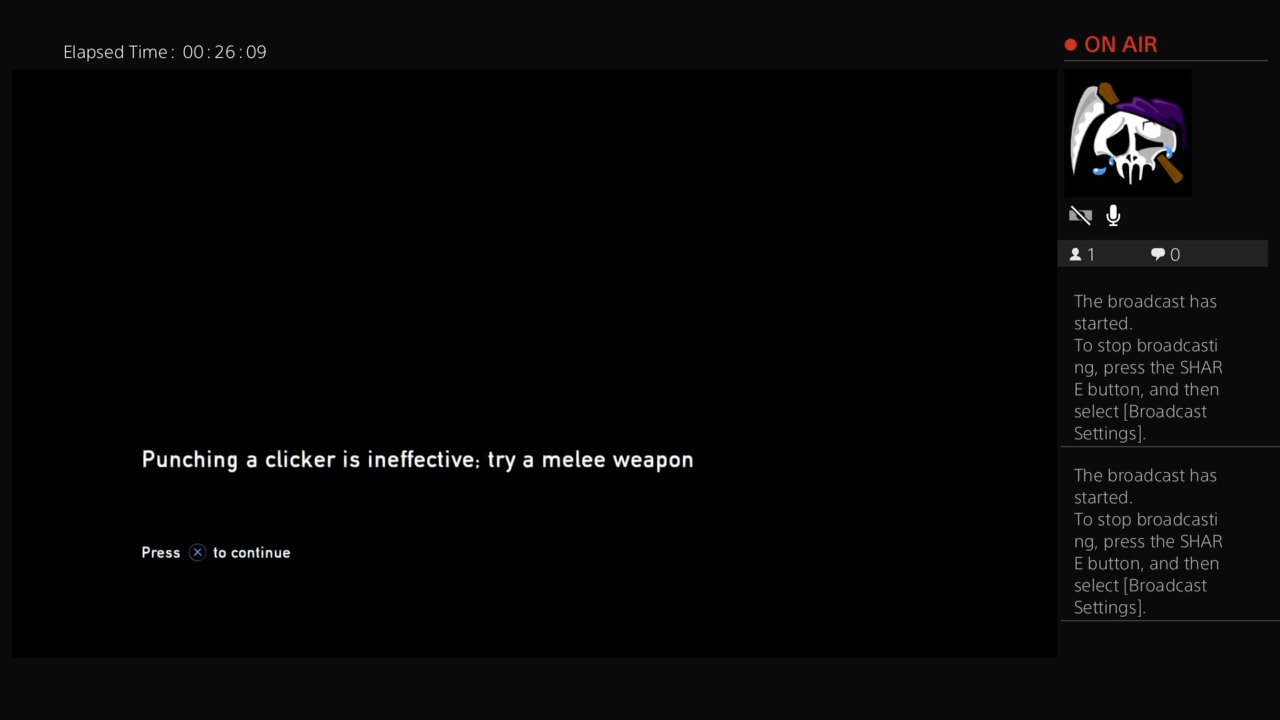 Elapsed Time: 00:26:09
ON AIR
1
0
The broadcast has
started.
To stop broadcasti
ng, press the SHAR
E button, and then
select [Broadcast
Settings].
The broadcast has
started.
To stop broadcasti
ng, press the SHAR
E button, and then
select [Broadcast
Settings].
Punching a clicker is ineffective; try a melee weapon
Press ⓧ to continue